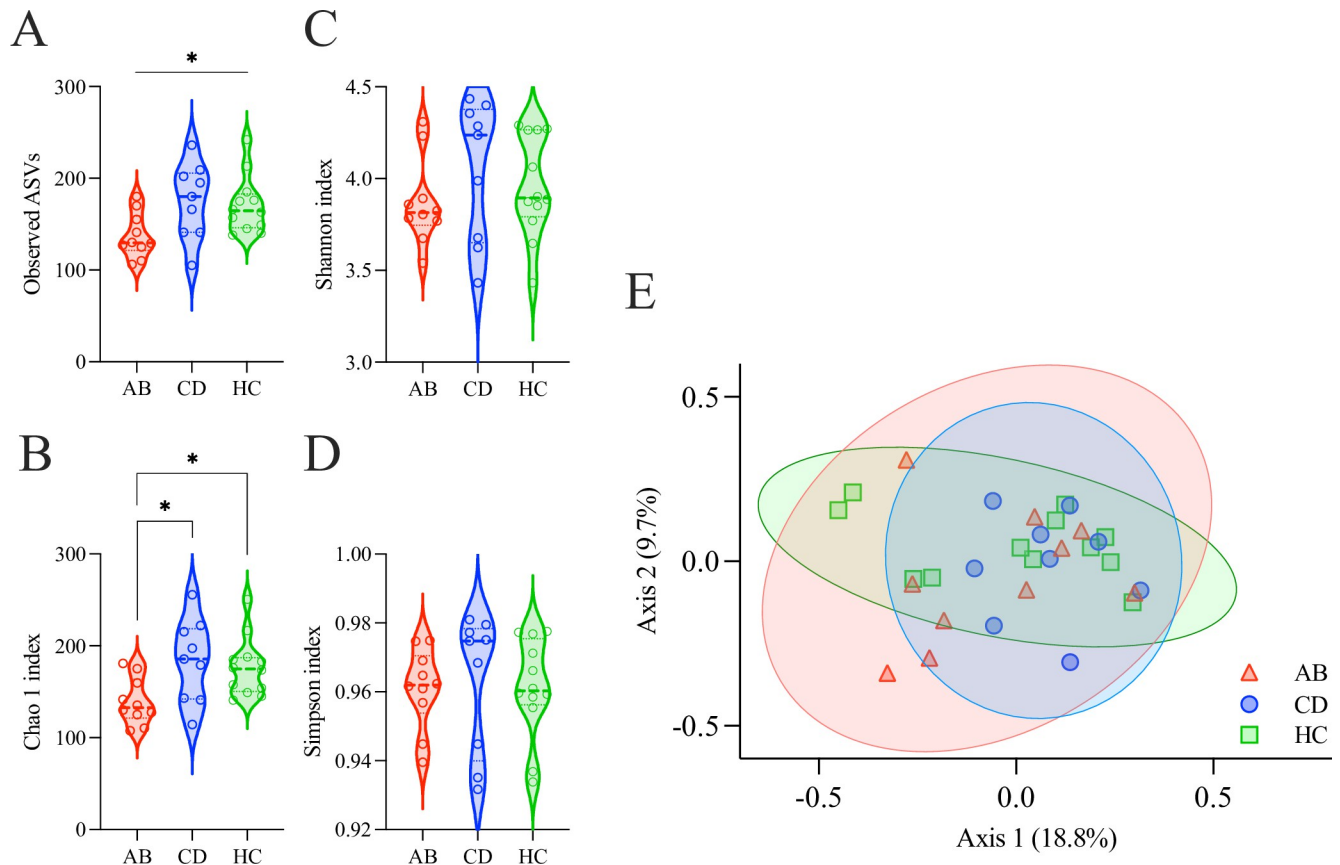 A
*
300
200
100
0
Observed ASVs
AB CD HC
C
4.5
4.0
3.5
3.0
Shannon index
AB CD HC
B
*
*
300
200
100
0
Chao 1 index
AB CD HC
D
1.00
0.98
0.96
0.94
0.92
Simpson index
AB CD HC
E
0.5
0.0
-0.5
Axis 2 (9.7%)
-0.5 0.0 0.5
Axis 1 (18.8%)
AB
CD
HC